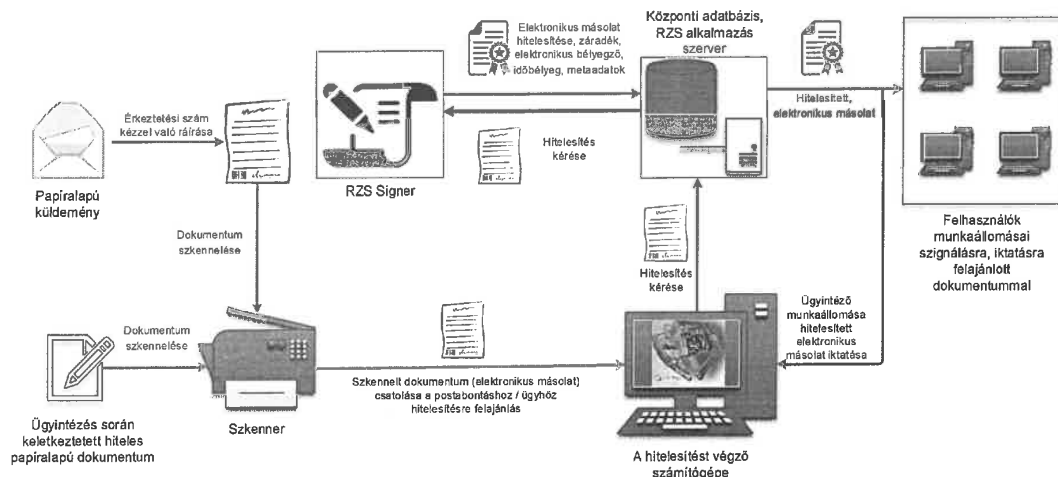 Elektronikus másolat
hitelesítése, záradék,
elektronikus bélyegző,
időbélyeg, metaadatok
Központi adatbázis,
RZS alkalmazás
szerver
Érkeztetési szám
kézzel való ráírása
Hitelesített,
elektronikus másolat
Papíralapú
küldemény
RZS Signer
Hitelesítés
kérése
Felhasználók
munkaállomásai
szignálásra, iktatásra
felajánlott
dokumentummal
Dokumentum
szkennelése
Hitelesítés
kérése
Ügyintéző
munkaállomása
hitelesített
elektronikus
másolat iktatása
Dokumentum
szkennelése
Szkennelt dokumentum (elektronikus másolat)
csatolása a postabontáshoz / ügyhöz
hitelesítésre felajánlás
Ügyintézés során
keletkeztetett hiteles
papíralapú dokumentum
Szkenner
A hitelesítést végző
számítógépe